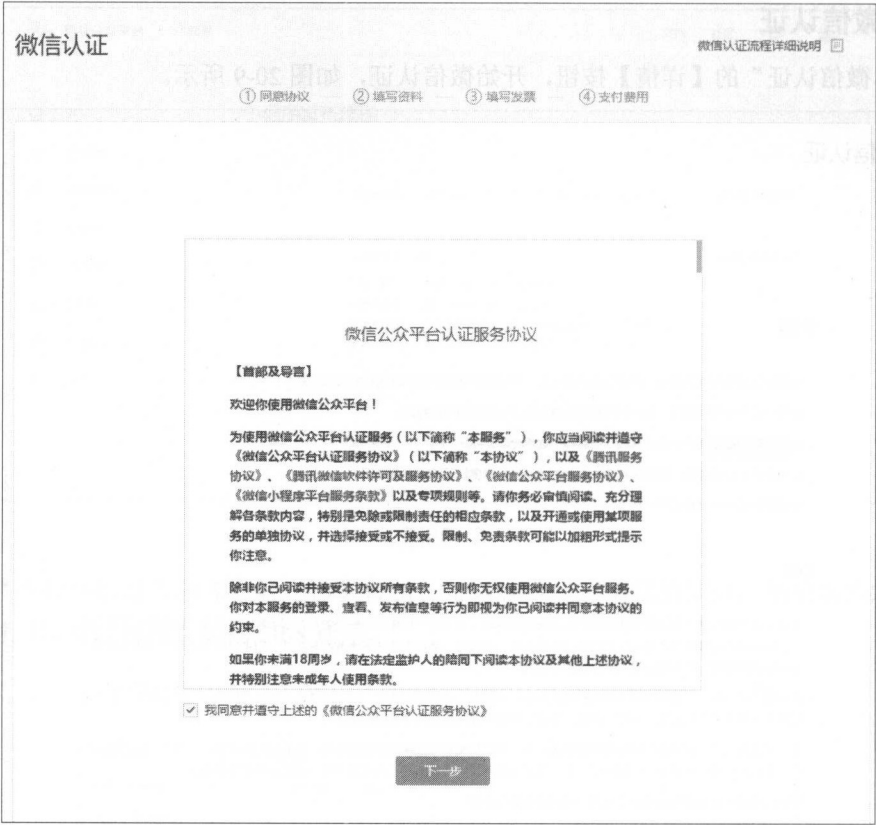 微信认证
微信认证流程详细说明
① 同意协议 ② 填写资料 ③ 填写发票 ④ 支付费用
微信公众平台认证服务协议
【首部及导言】
欢迎你使用微信公众平台！
为使用微信公众平台认证服务（以下简称“本服务”），你应当阅读并遵守
《微信公众平台认证服务协议》（以下简称“本协议”），以及《腾讯服务
协议》、《腾讯微信软件许可及服务协议》、《微信公众平台服务协议》、
《微信小程序平台服务条款》以及专项规则等。请你务必审慎阅读、充分理
解各条款内容，特别是免除或限制责任的相应条款，以及开通或使用某项服
务的单独协议，并选择接受或不接受。限制、免责条款可能以加粗形式提示
你注意。
除非你已阅读并接受本协议所有条款，否则你无权使用微信公众平台服务。
你对本服务的登录、查看、发布信息等行为即视为你已阅读并同意本协议的
约束。
如果你未满18周岁，请在法定监护人的陪同下阅读本协议及其他上述协议，
并特别注意未成年人使用条款。
我同意并遵守上述的《微信公众平台认证服务协议》
下一步